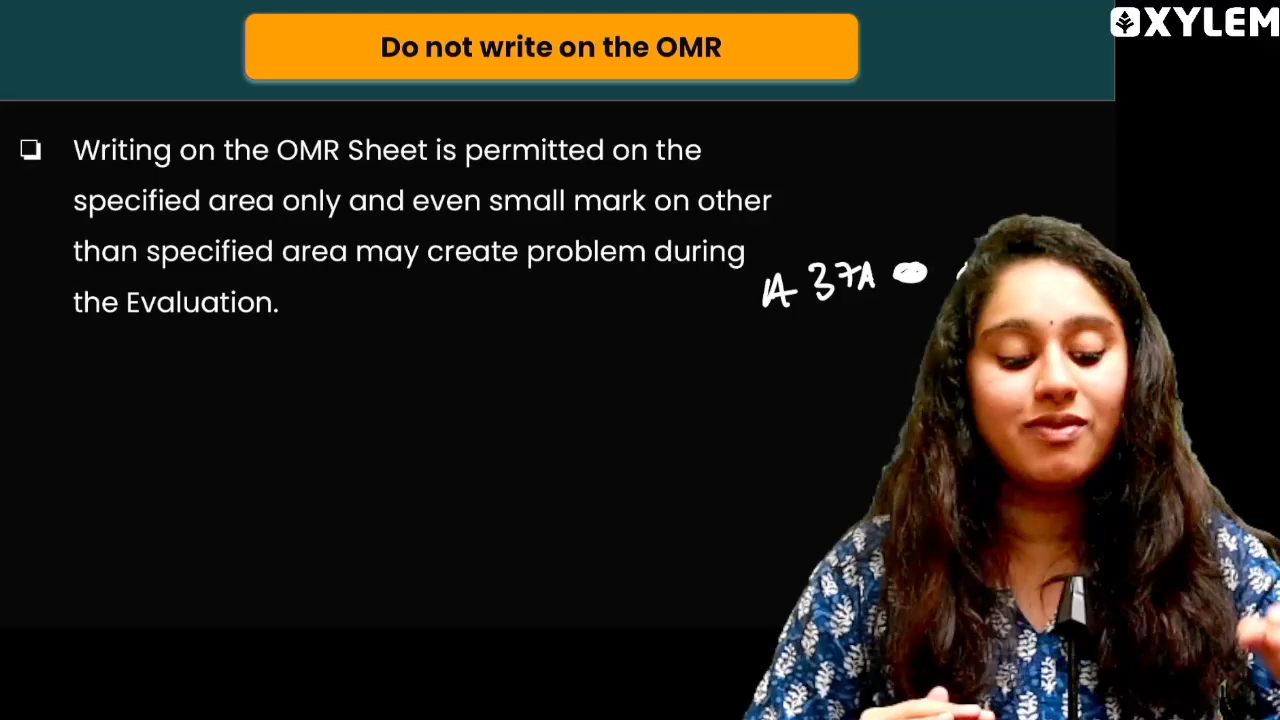 XYLEM
Do not write on the OMR
❑ Writing on the OMR Sheet is permitted on the
specified area only and even small mark on other
than specified area may create problem during
the Evaluation.
37A